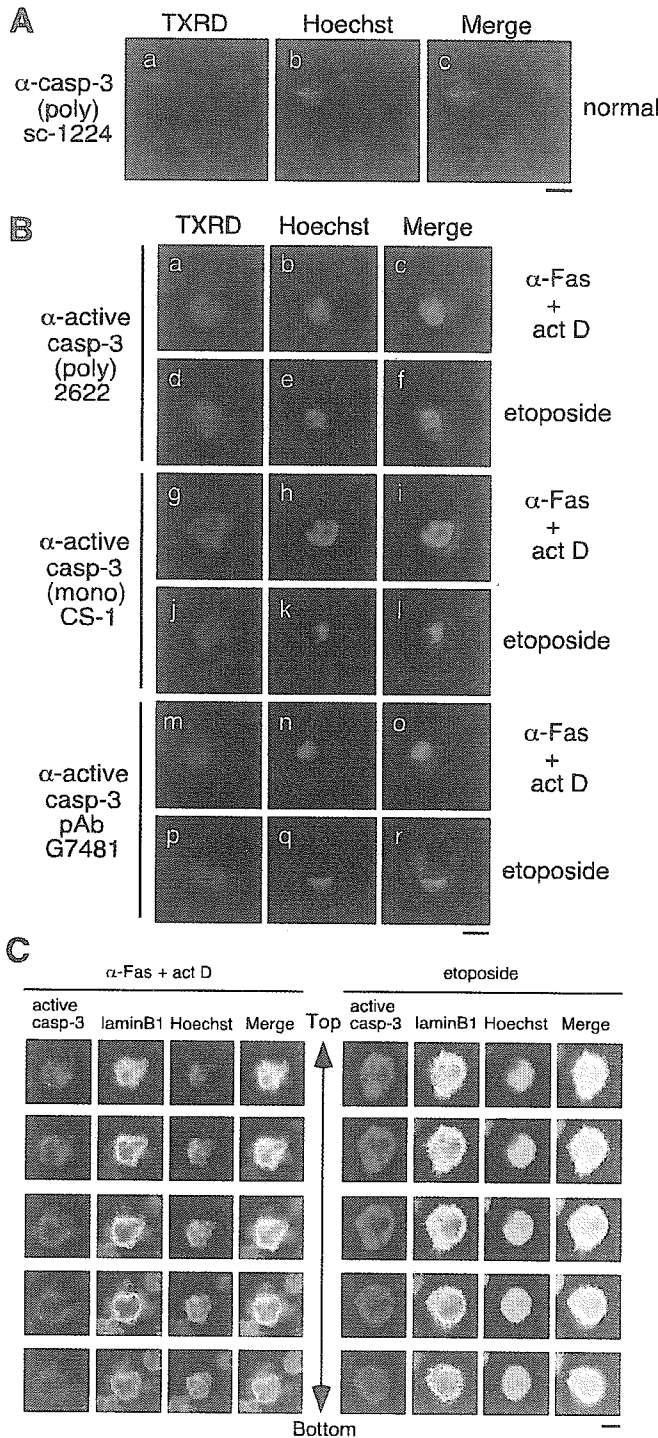 A
TXRD Hoechst Merge
α-casp-3
(poly)
sc-1224
a b c
normal
B
TXRD Hoechst Merge
α-active
casp-3
(poly)
2622
a b c
α-Fas
+
act D
d e f
etoposide
α-active
casp-3
(mono)
CS-1
g h i
α-Fas
+
act D
j k l
etoposide
α-active
casp-3
pAb
G7481
m n o
α-Fas
+
act D
p q r
etoposide
C
α-Fas + act D
etoposide
active
casp-3 laminB1 Hoechst Merge
Top
active
casp-3 laminB1 Hoechst Merge
Bottom